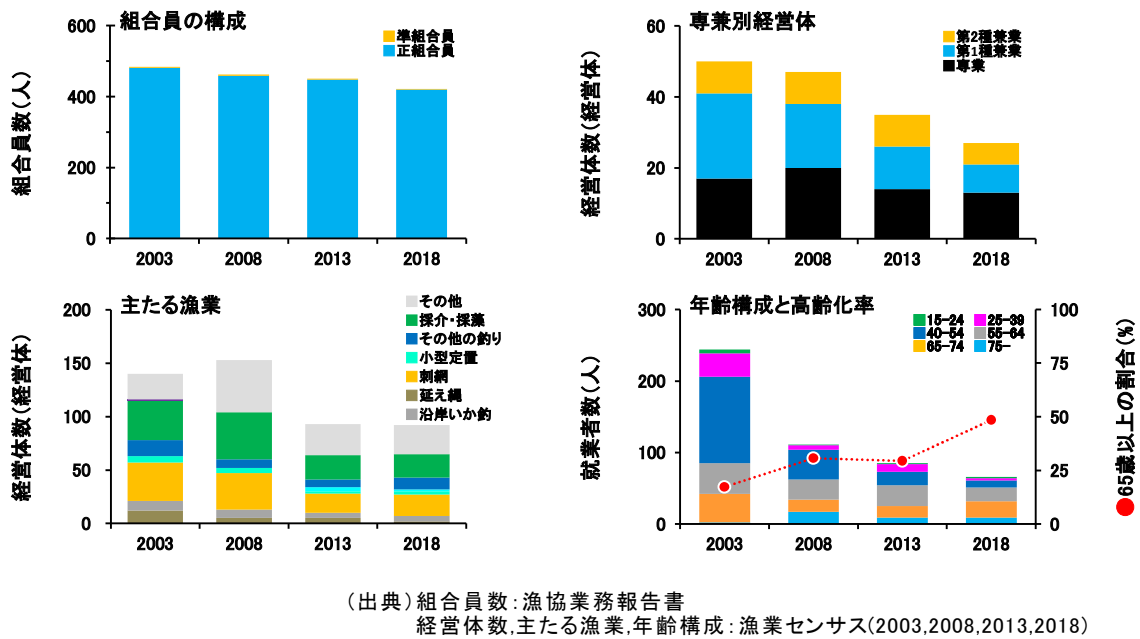 組合員の構成
準組合員
正組合員
組合員数(人)
600
400
200
0
2003 2008 2013 2018
専兼別経営体
第2種兼業
第1種兼業
専業
経営体数(経営体)
60
40
20
0
2003 2008 2013 2018
主たる漁業
その他
採介・採藻
その他の釣り
小型定置
刺網
延え縄
沿岸いか釣
経営体数(経営体)
200
150
100
50
0
2003 2008 2013 2018
年齢構成と高齢化率
15-24 25-39
40-54 55-64
65-74 75-
就業者数(人)
300
200
100
0
100
75
50
25
0
65歳以上の割合(%)
2003 2008 2013 2018
(出典)組合員数:漁協業務報告書
経営体数,主たる漁業,年齢構成:漁業センサス(2003,2008,2013,2018)